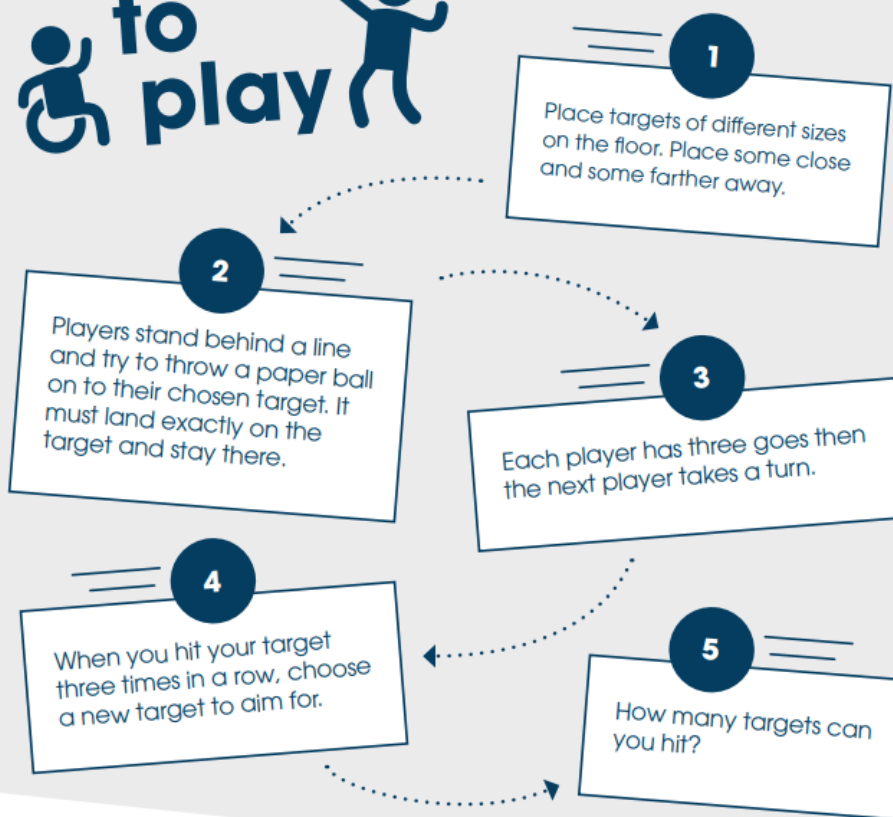 to
play
1
Place targets of different sizes
on the floor. Place some close
and some farther away.
2
Players stand behind a line
and try to throw a paper ball
on to their chosen target. It
must land exactly on the
target and stay there.
3
Each player has three goes then
the next player takes a turn.
4
When you hit your target
three times in a row, choose
a new target to aim for.
5
How many targets can
you hit?